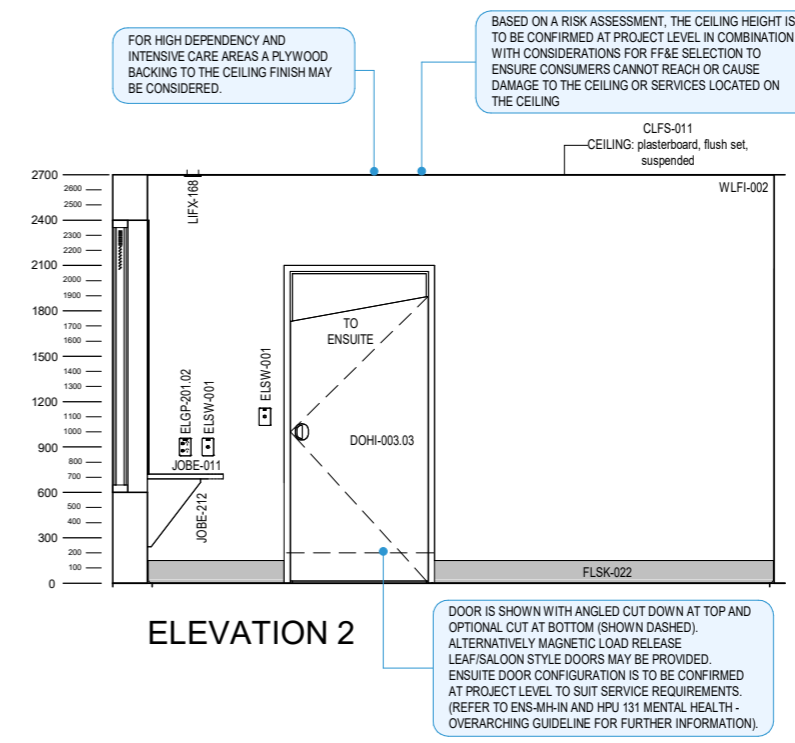 FOR HIGH DEPENDENCY AND
INTENSIVE CARE AREAS A PLYWOOD
BACKING TO THE CEILING FINISH MAY
BE CONSIDERED.
BASED ON A RISK ASSESSMENT, THE CEILING HEIGHT IS
TO BE CONFIRMED AT PROJECT LEVEL IN COMBINATION
WITH CONSIDERATIONS FOR FF&E SELECTION TO
ENSURE CONSUMERS CANNOT REACH OR CAUSE
DAMAGE TO THE CEILING OR SERVICES LOCATED ON
THE CEILING
CLFS-011
CEILING: plasterboard, flush set,
suspended
2700
2600
2500
2400
2300
2200
2100
2000
1900
1800
1700
1600
1500
1400
1300
1200
1100
1000
900
800
700
600
500
400
300
200
100
0
LIFX-168
WLFI-002
TO
ENSUITE
ELGP-201.02
ELSW-001
ELSW-001
DOHI-003.03
JOBE-011
JOBE-212
FLSK-022
ELEVATION 2
DOOR IS SHOWN WITH ANGLED CUT DOWN AT TOP AND
OPTIONAL CUT AT BOTTOM (SHOWN DASHED).
ALTERNATIVELY MAGNETIC LOAD RELEASE
LEAF/SALOON STYLE DOORS MAY BE PROVIDED.
ENSUITE DOOR CONFIGURATION IS TO BE CONFIRMED
AT PROJECT LEVEL TO SUIT SERVICE REQUIREMENTS.
(REFER TO ENS-MH-IN AND HPU 131 MENTAL HEALTH -
OVERARCHING GUIDELINE FOR FURTHER INFORMATION).